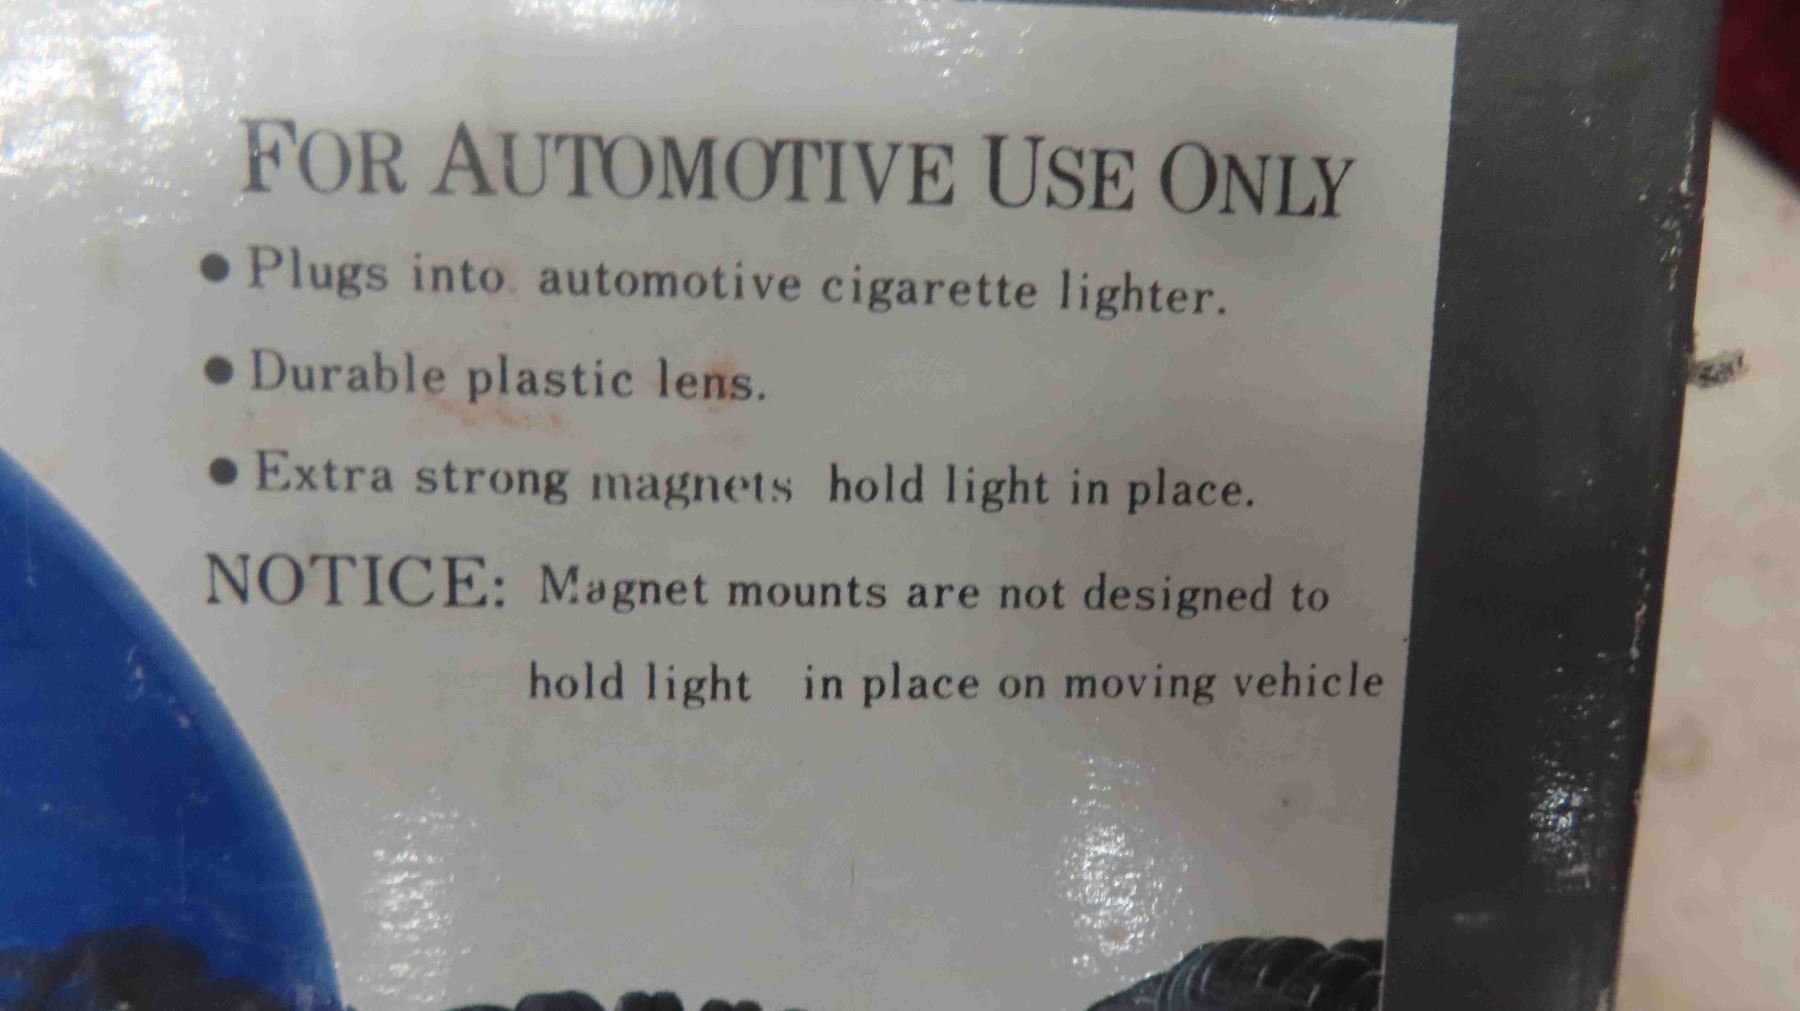 FOR AUTOMOTIVE USE ONLY
● Plugs into automotive cigarette lighter.
● Durable plastic lens.
● Extra strong magnets hold light in place.
NOTICE: Magnet mounts are not designed to
hold light in place on moving vehicle